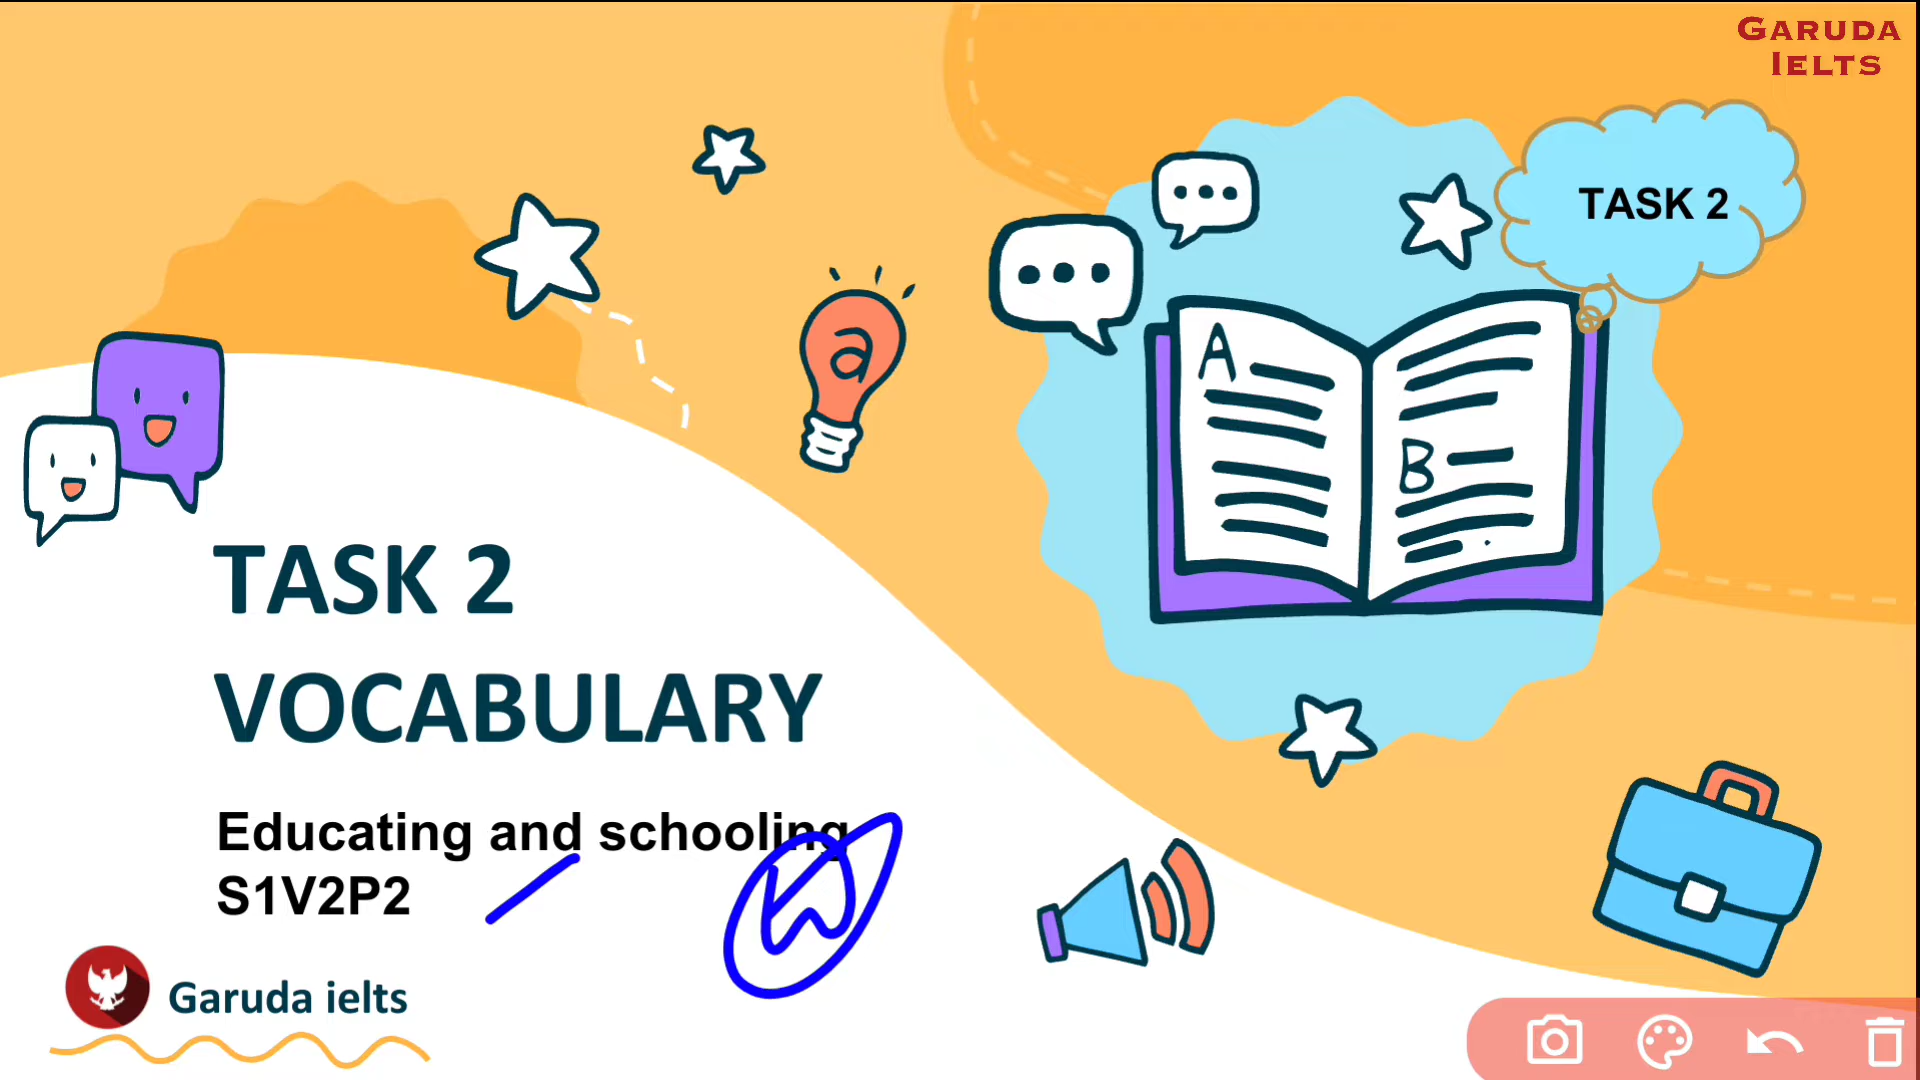 GARUDA
IELTS
TASK 2
a
A
B
TASK 2
VOCABULARY
Educating and schooling
S1V2P2
Garuda ielts